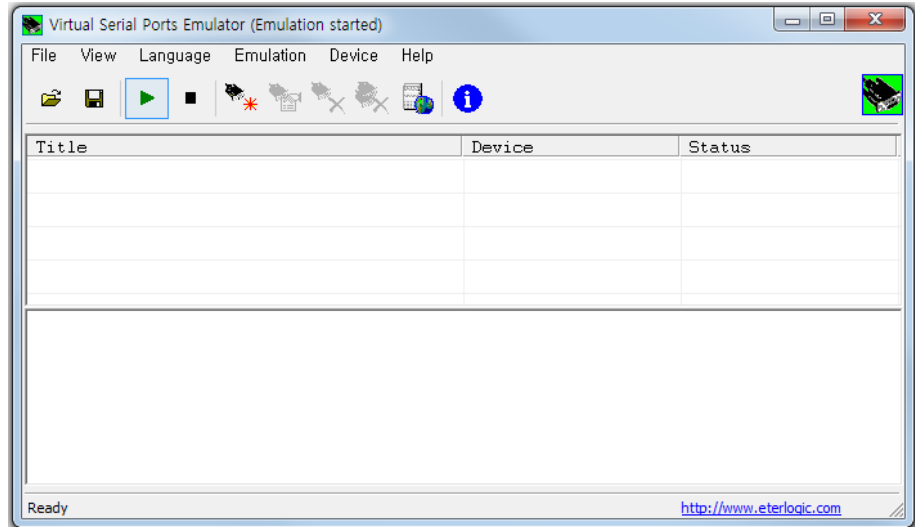 Virtual Serial Ports Emulator (Emulation started)
File View Language Emulation Device Help
Title Device Status
Ready http://www.eterlogic.com